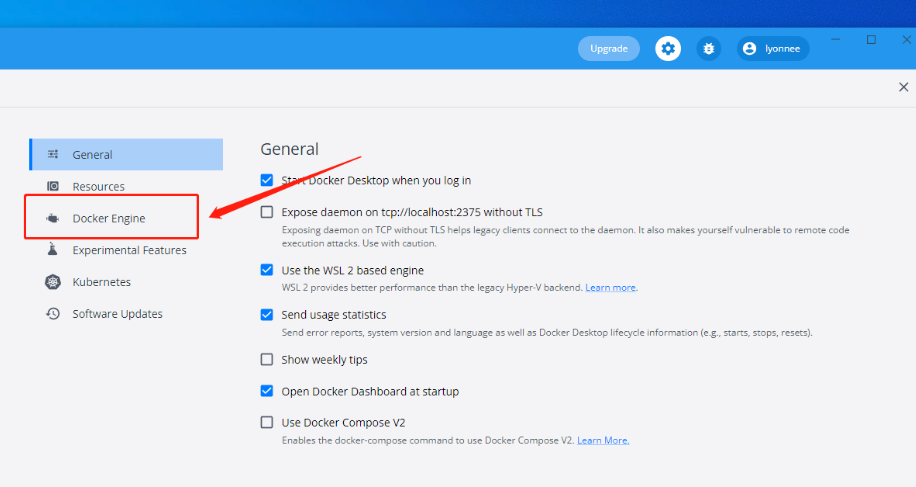 Upgrade
lyonnee
General
Resources
Docker Engine
Experimental Features
Kubernetes
Software Updates
General
Start Docker Desktop when you log in
Expose daemon on tcp://localhost:2375 without TLS
Exposing daemon on TCP without TLS helps legacy clients connect to the daemon. It also makes yourself vulnerable to remote code
execution attacks. Use with caution.
Use the WSL 2 based engine
WSL 2 provides better performance than the legacy Hyper-V backend. Learn more.
Send usage statistics
Send error reports, system version and language as well as Docker Desktop lifecycle information (e.g., starts, stops, resets).
Show weekly tips
Open Docker Dashboard at startup
Use Docker Compose V2
Enables the docker-compose command to use Docker Compose V2. Learn More.